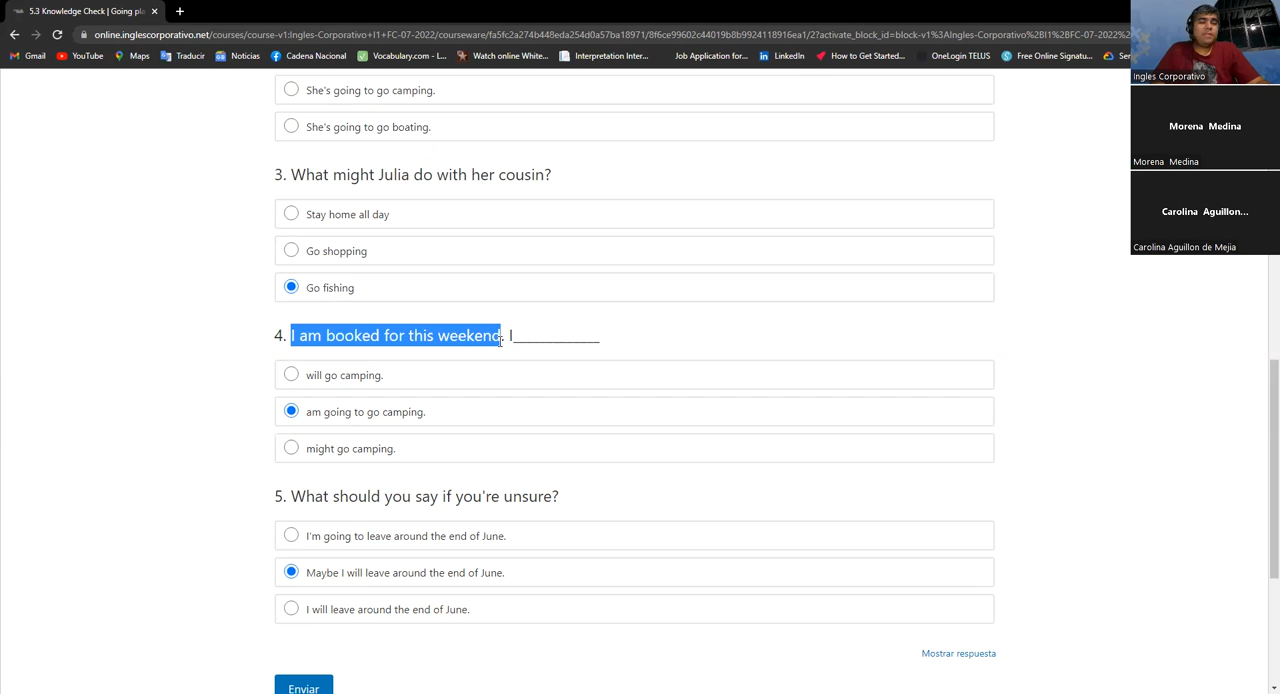 5.3 Knowledge Check | Going pla
online.inglescorporativo.net/courses/course-v1:Ingles-Corporativo+I1+FC-07-2022/courseware/fa5fc2a274b448eda254d0a57ba18971/8f6ce99602c44019b8b9924118916ea1/2?activate_block_id=block-v1%3AIngles-Corporativo%2BI1%2BFC-07-2022%2B
Gmail YouTube Maps Traducir Noticias Cadena Nacional Vocabulary.com - L... Watch online White... Interpretation Inter... Job Application for... LinkedIn How to Get Started... OneLogin TELUS Free Online Signatu... Ser
Ingles Corporativo
Morena Medina
Morena Medina
Carolina Aguillon...
Carolina Aguillon de Mejia
She's going to go camping.
She's going to go boating.
3. What might Julia do with her cousin?
Stay home all day
Go shopping
Go fishing
4. I am booked for this weekend. I____________
will go camping.
am going to go camping.
might go camping.
5. What should you say if you're unsure?
I'm going to leave around the end of June.
Maybe I will leave around the end of June.
I will leave around the end of June.
Mostrar respuesta
Enviar